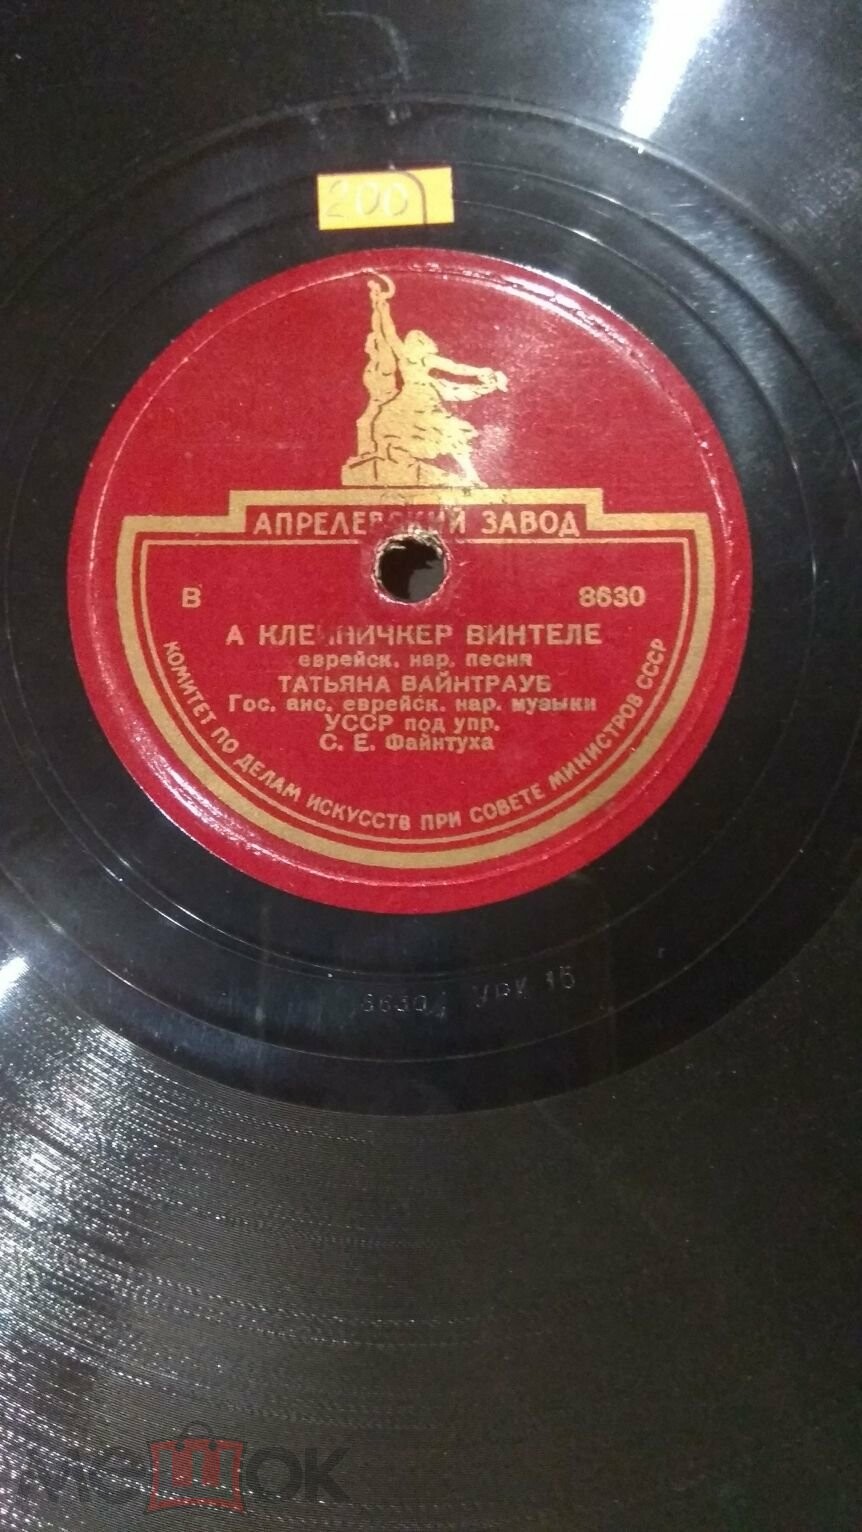 200
АПРЕЛЕВСКИЙ ЗАВОД
В 8630
А КЛЕЙНИЧКЕР ВИНТЕЛЕ
еврейск. нар. песня
ТАТЬЯНА ВАЙНТРАУБ
Гос. анс. еврейск. нар. музыки
УССР под упр.
С. Е. Файнтуха
КОМИТЕТ ПО ДЕЛАМ ИСКУССТВ ПРИ СОВЕТЕ МИНИСТРОВ СССР
мешок